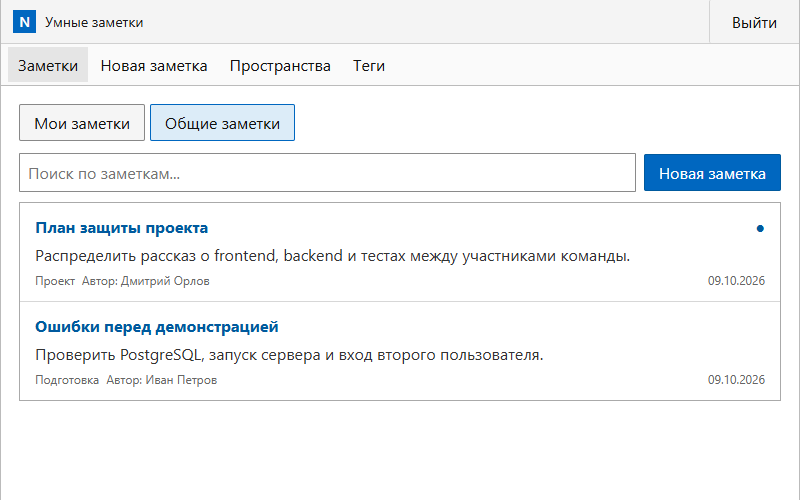 N Умные заметки Выйти
Заметки Новая заметка Пространства Теги
Мои заметки Общие заметки
Поиск по заметкам... Новая заметка
План защиты проекта
Распределить рассказ о frontend, backend и тестах между участниками команды.
Проект Автор: Дмитрий Орлов 09.10.2026
Ошибки перед демонстрацией
Проверить PostgreSQL, запуск сервера и вход второго пользователя.
Подготовка Автор: Иван Петров 09.10.2026